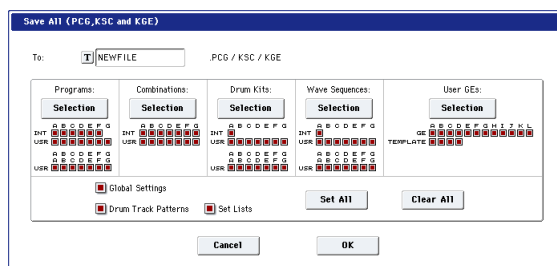 Save All (PCG,KSC and KGE)
To: T NEWFILE .PCG / KSC / KGE
Programs: Combinations: Drum Kits: Wave Sequences: User GEs:
Selection Selection Selection Selection Selection
A B C D E F G A B C D E F G A B C D E F G A B C D E F G A B C D E F G H I J K L
INT INT INT INT GE
USR USR USR USR TEMPLATE
A B C D E F G A B C D E F G A B C D E F G
A B C D E F G A B C D E F G A B C D E F G
USR USR USR
Global Settings
Drum Track Patterns Set Lists Set All Clear All
Cancel OK